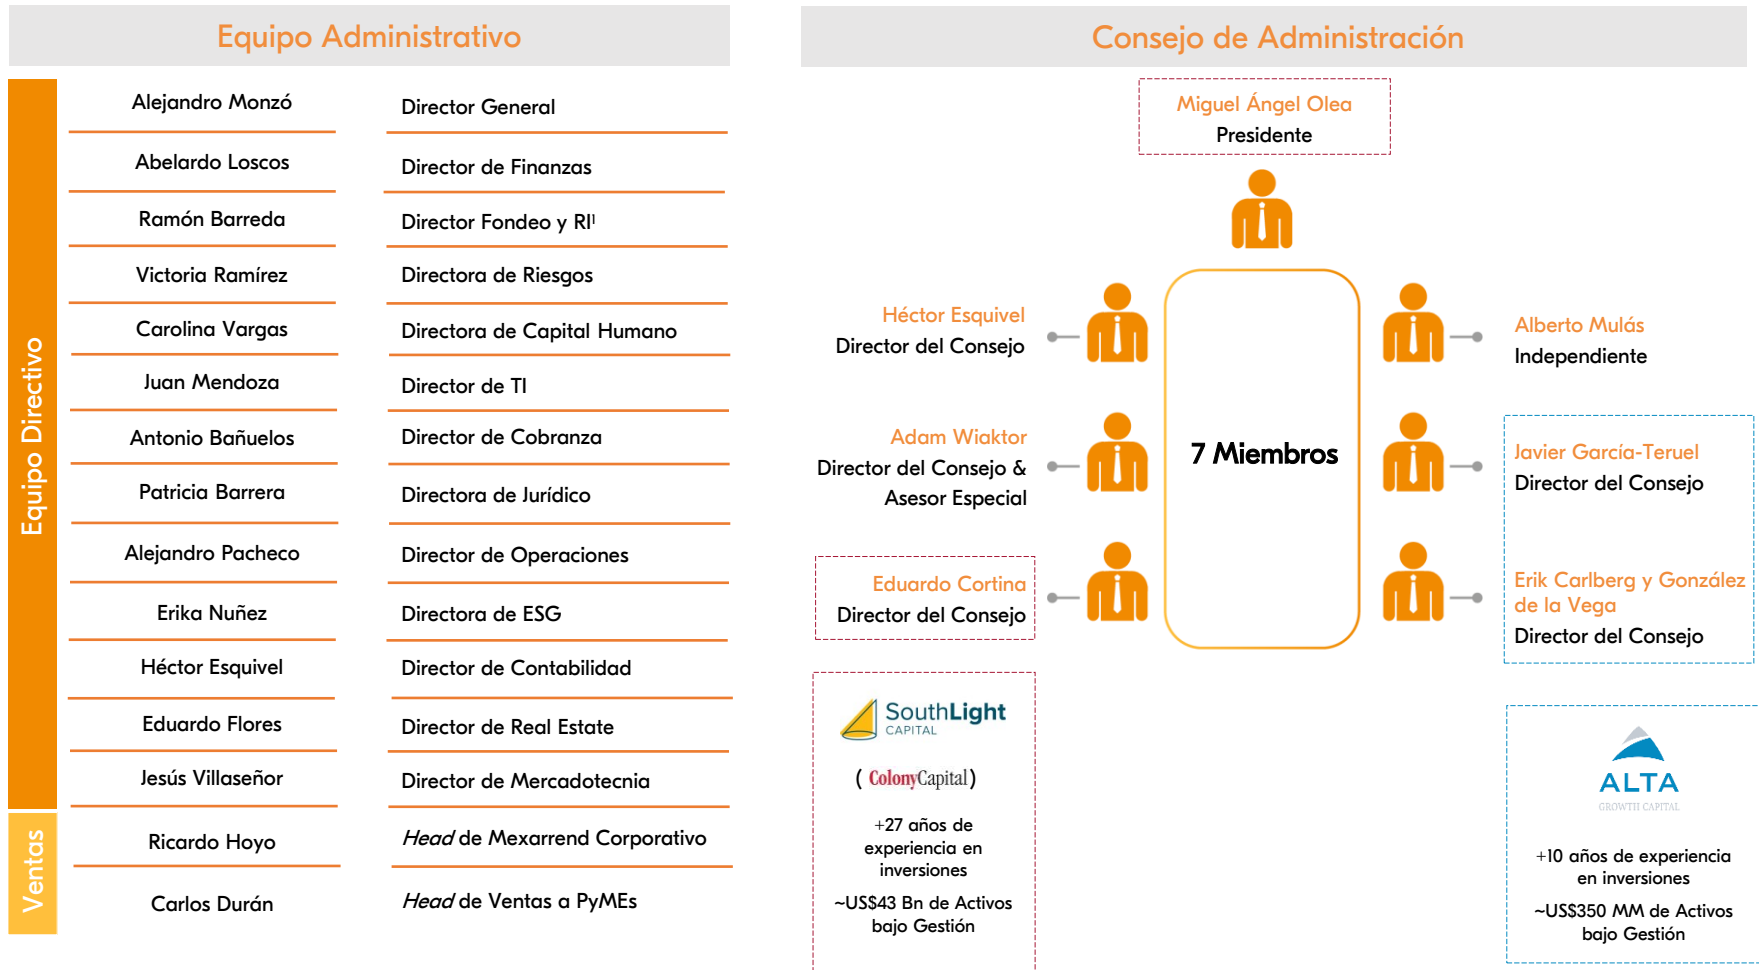 Equipo Administrativo
Equipo Directivo
Alejandro Monzó
Director General
Abelardo Loscos
Director de Finanzas
Ramón Barreda
Director Fondeo y RI¹
Victoria Ramírez
Directora de Riesgos
Carolina Vargas
Directora de Capital Humano
Juan Mendoza
Director de TI
Antonio Bañuelos
Director de Cobranza
Patricia Barrera
Directora de Jurídico
Alejandro Pacheco
Director de Operaciones
Erika Nuñez
Directora de ESG
Héctor Esquivel
Director de Contabilidad
Eduardo Flores
Director de Real Estate
Jesús Villaseñor
Director de Mercadotecnia
Ventas
Ricardo Hoyo
Head de Mexarrend Corporativo
Carlos Durán
Head de Ventas a PyMEs
Consejo de Administración
Miguel Ángel Olea
Presidente
Héctor Esquivel
Director del Consejo
Adam Wiaktor
Director del Consejo &
Asesor Especial
Eduardo Cortina
Director del Consejo
7 Miembros
Alberto Mulás
Independiente
Javier García-Teruel
Director del Consejo
Erik Carlberg y González
de la Vega
Director del Consejo
SouthLight
CAPITAL
( ColonyCapital)
+27 años de
experiencia en
inversiones
~US$43 Bn de Activos
bajo Gestión
ALTA
GROWTH CAPITAL
+10 años de experiencia
en inversiones
~US$350 MM de Activos
bajo Gestión